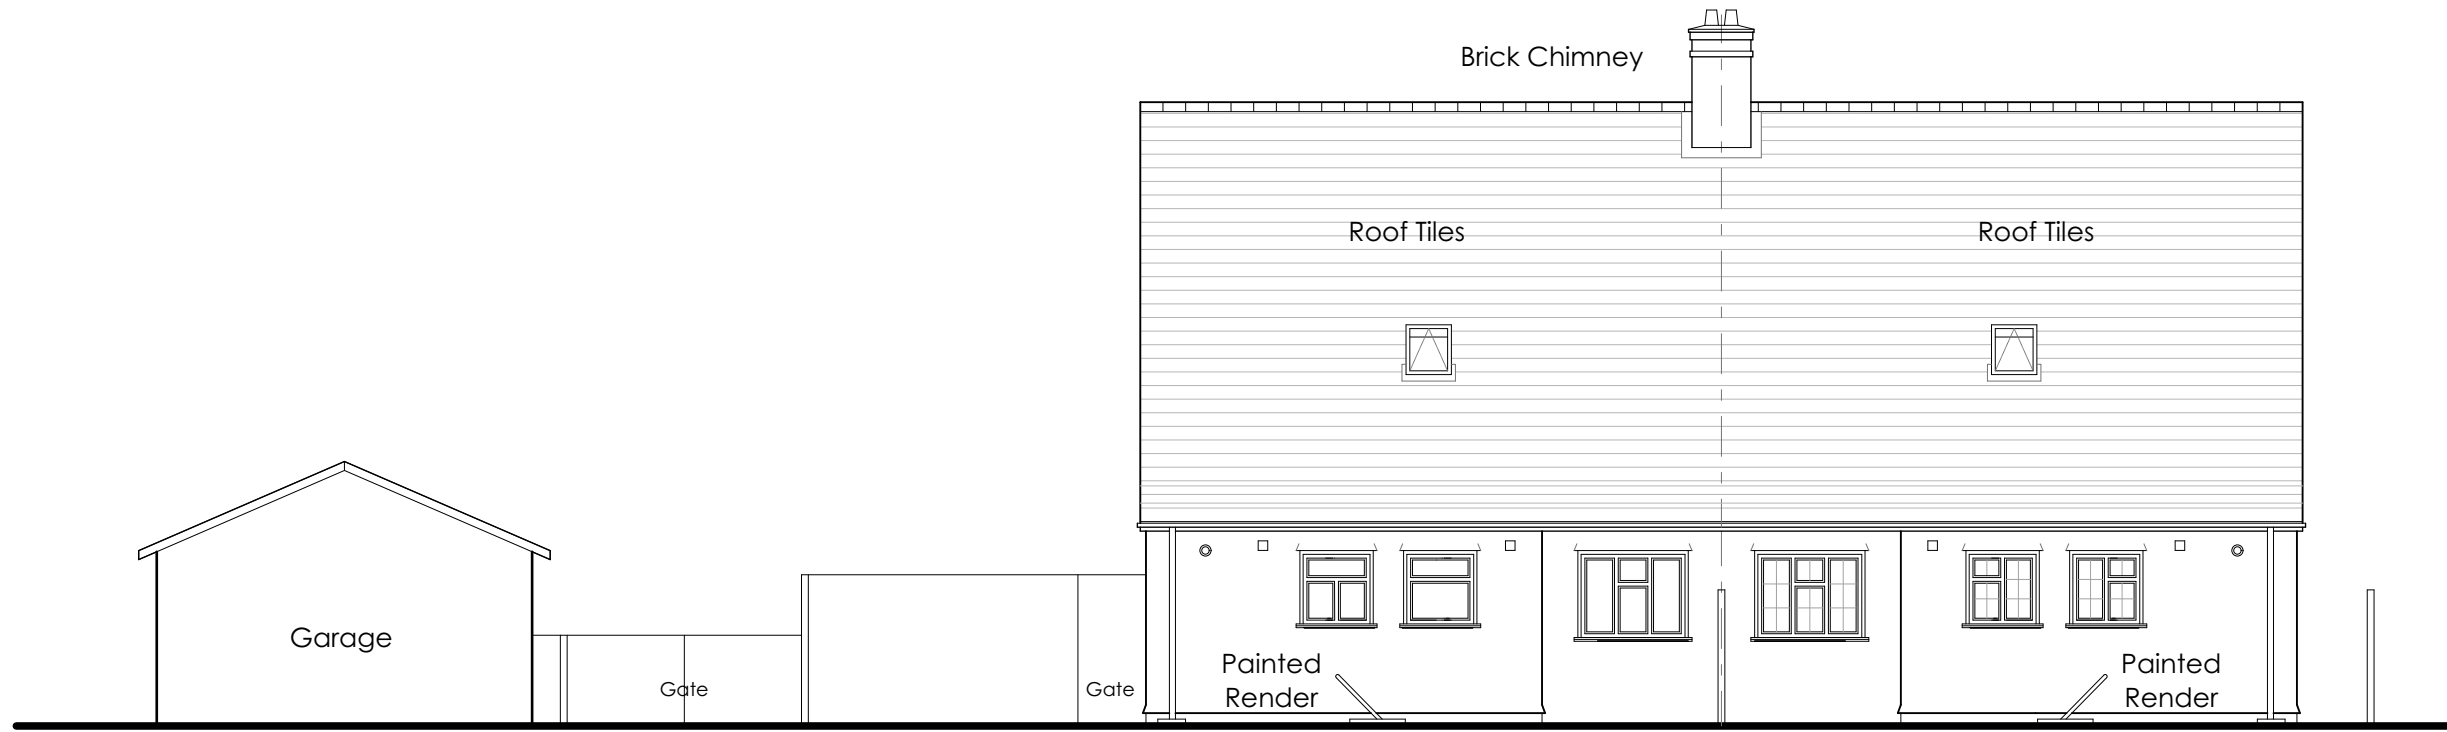 Brick Chimney
Roof Tiles
Roof Tiles
Garage
Gate
Gate
Painted
Render
Painted
Render